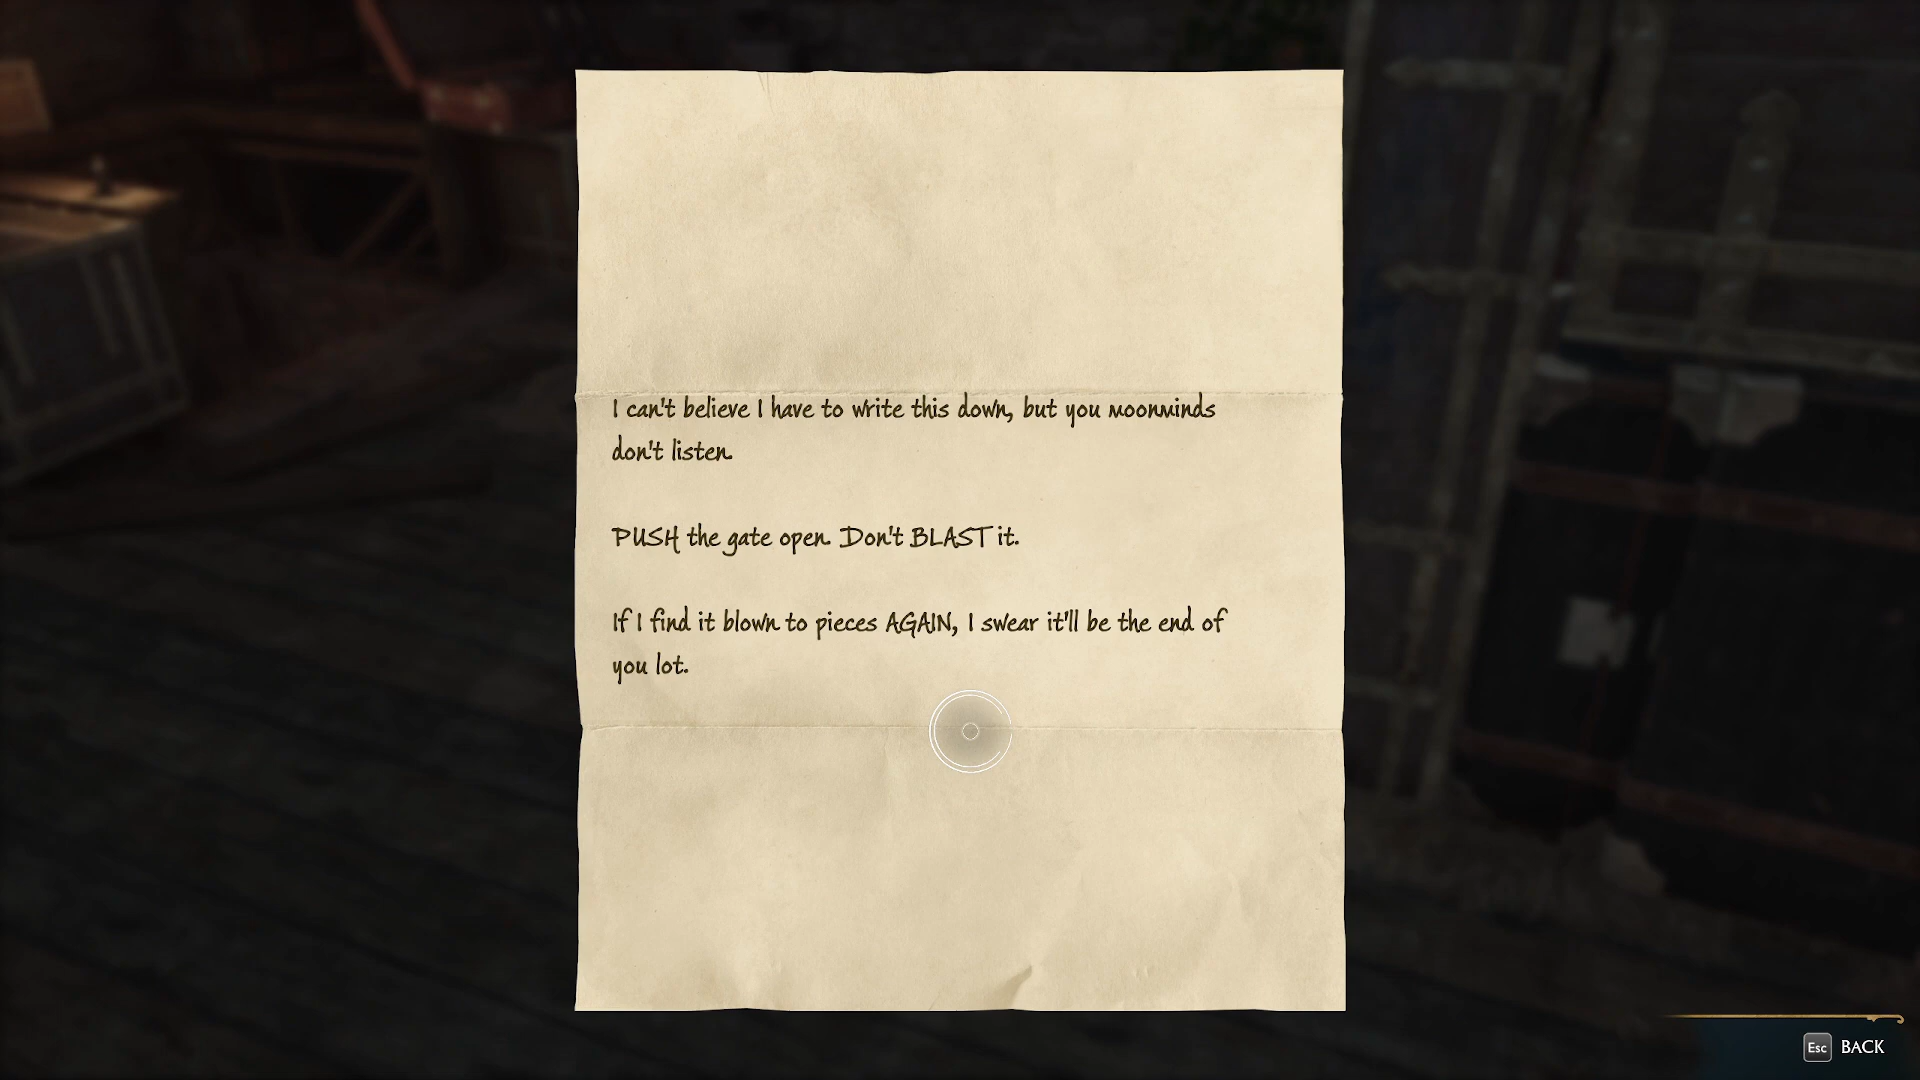 I can't believe I have to write this down, but you moonminds
don't listen.
PUSH the gate open. Don't BLAST it.
If I find it blown to pieces AGAIN, I swear it'll be the end of
you lot.
Esc BACK